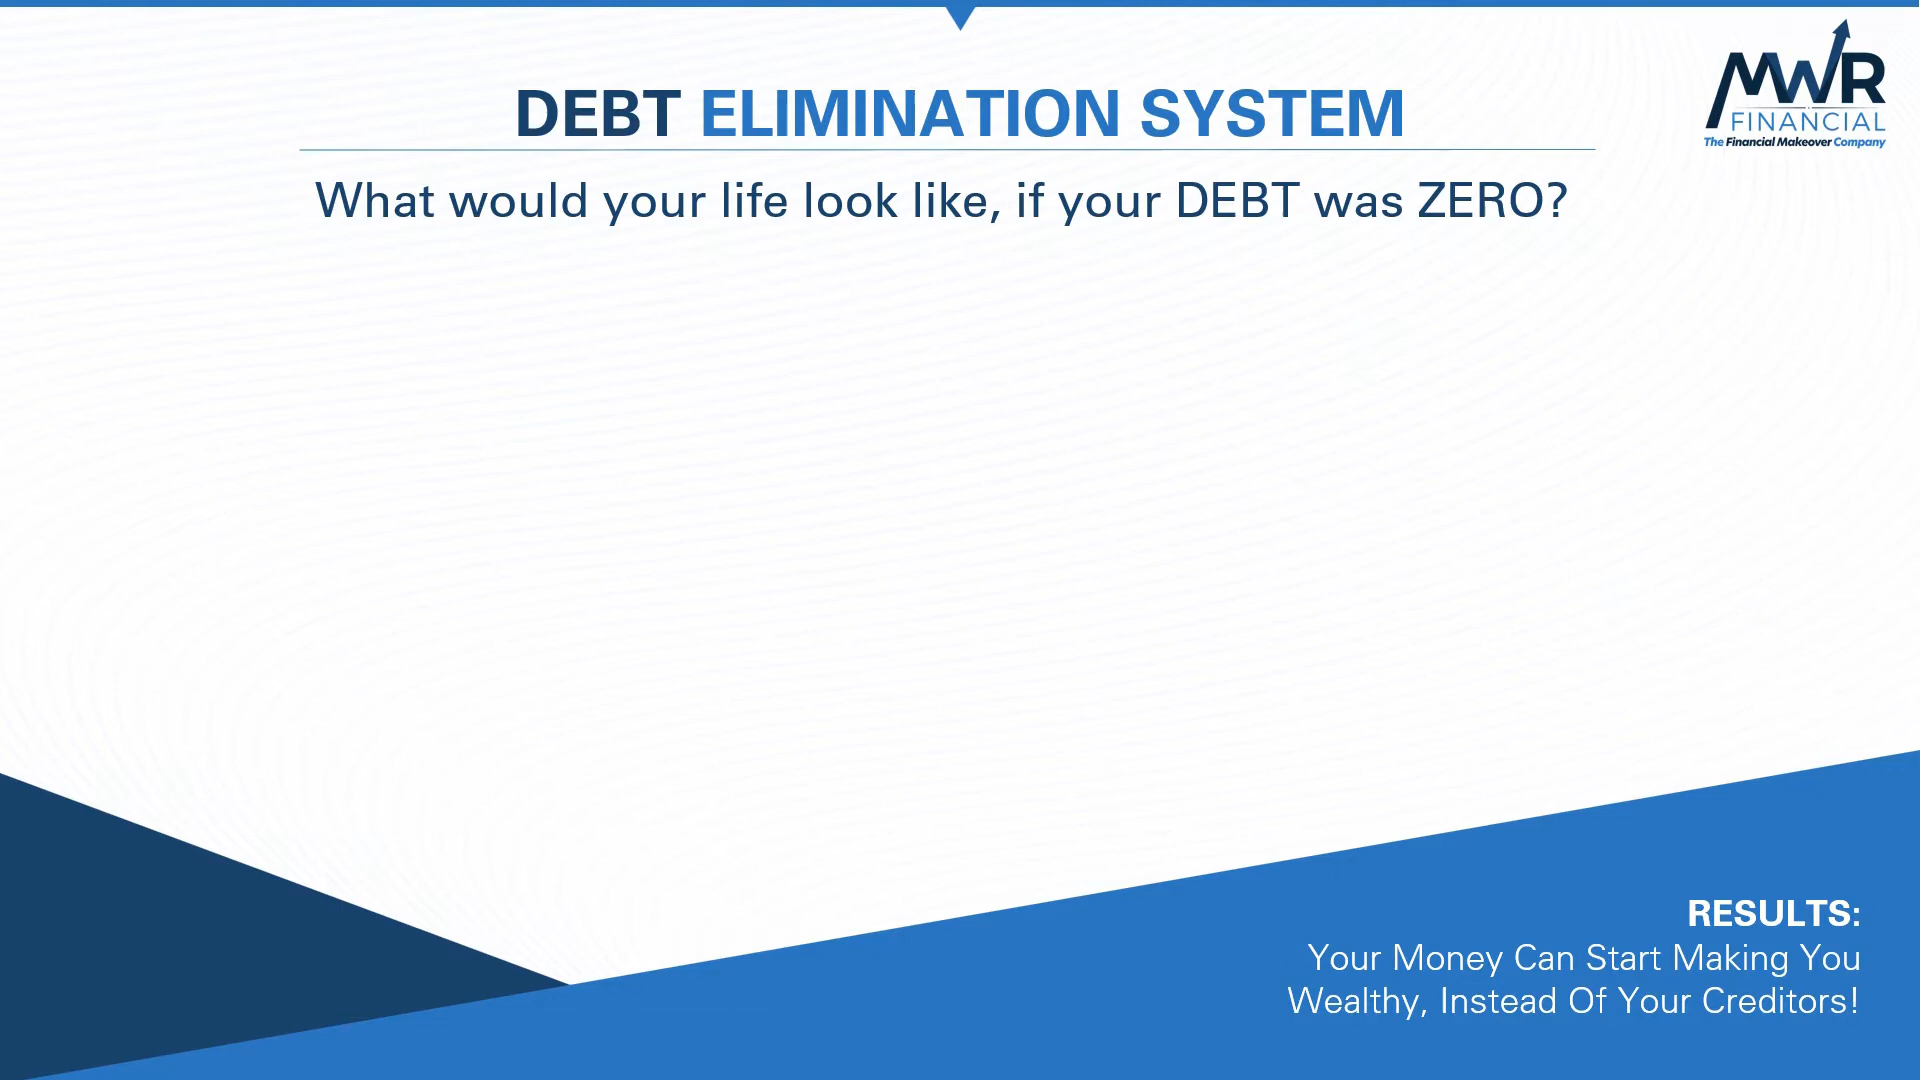 DEBT ELIMINATION SYSTEM
What would your life look like, if your DEBT was ZERO?
MWR
FINANCIAL
The Financial Makeover Company
RESULTS:
Your Money Can Start Making You
Wealthy, Instead Of Your Creditors!